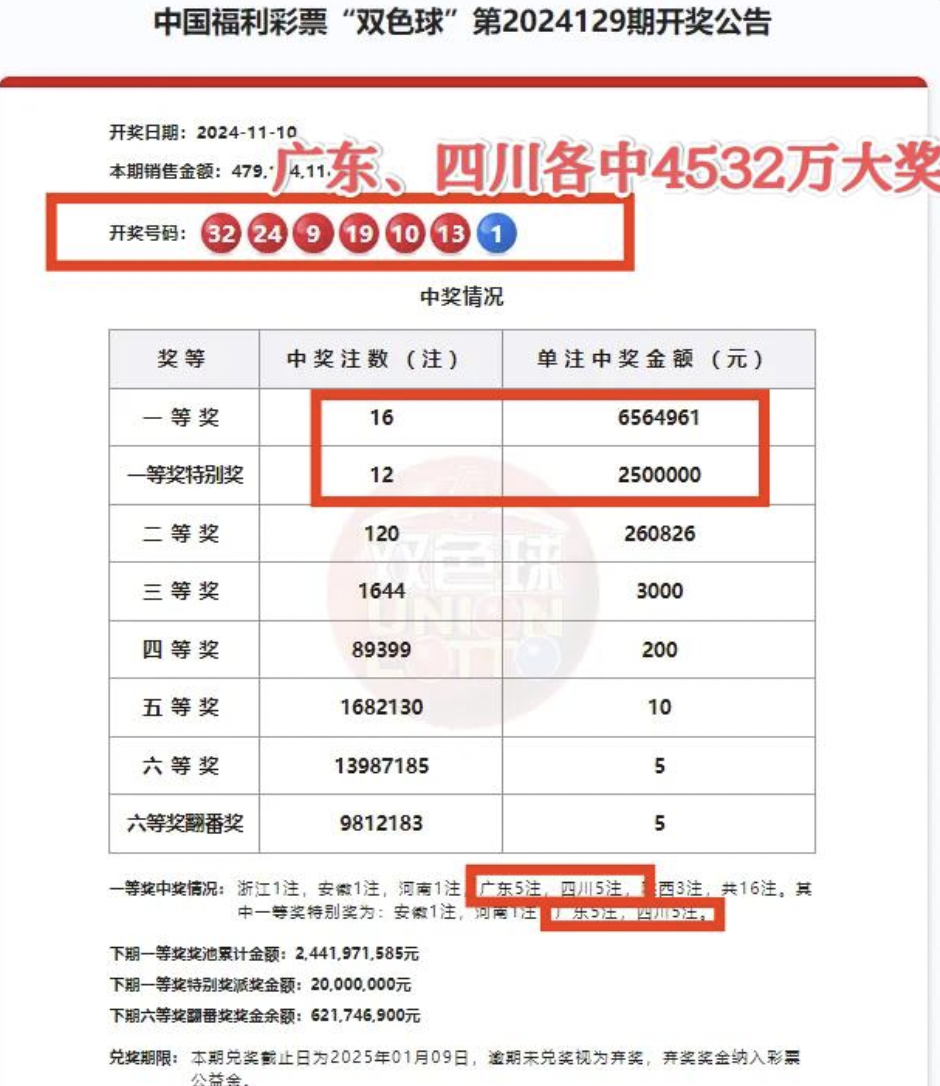 中国福利彩票“双色球”第2024129期开奖公告
开奖日期：2024-11-10
广东、四川各中4532万大奖
本期销售金额：479,
开奖号码： 32 24 9 19 10 13 1
中奖情况
奖等 中奖注数（注） 单注中奖金额（元）
一等奖 16 6564961
一等奖特别奖 12 2500000
二等奖 120 260826
三等奖 1644 3000
四等奖 89399 200
五等奖 1682130 10
六等奖 13987185 5
六等奖翻番奖 9812183 5
双色球
UNION
LOTTO
一等奖中奖情况：浙江1注，安徽1注，河南1注，广东5注，四川5注，西3注，共16注。其
中一等奖特别奖为：安徽1注，河南1注，广东5注，四川5注。
下期一等奖奖池累计金额：2,441,971,585元
下期一等奖特别奖派奖金额：20,000,000元
下期六等奖翻番奖奖金余额：621,746,900元
兑奖期限：本期兑奖截止日为2025年01月09日，逾期未兑奖视为弃奖，弃奖奖金纳入彩票
公益金。